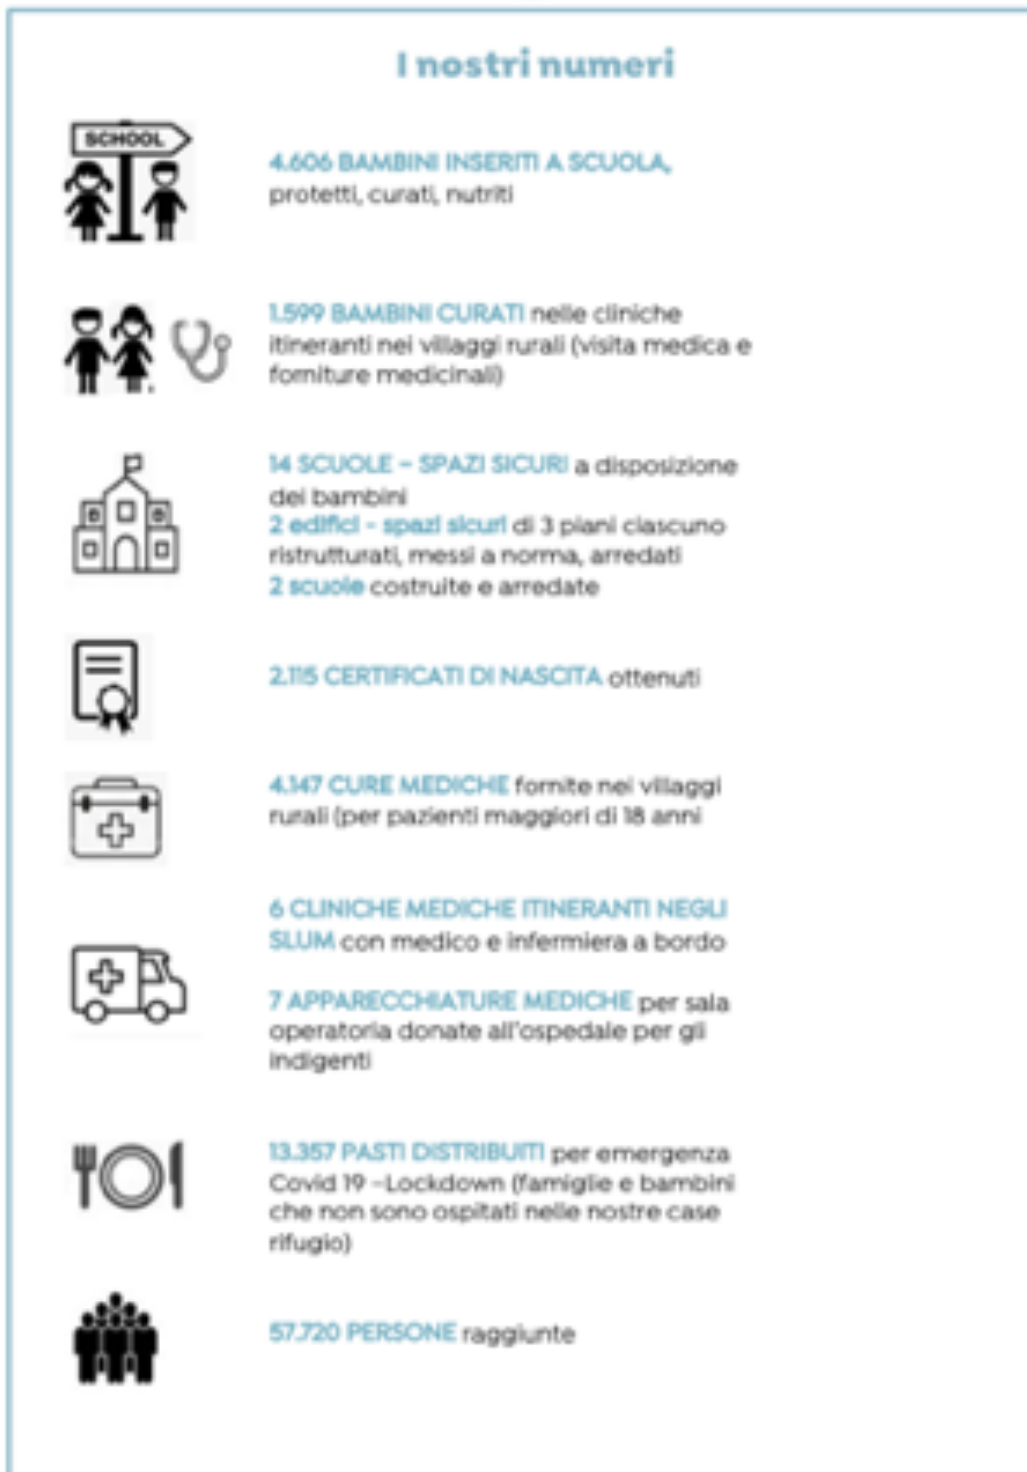 I nostri numeri
SCHOOL
4.606 BAMBINI INSERITI A SCUOLA,
protetti, curati, nutriti
1.599 BAMBINI CURATI nelle cliniche
itineranti nei villaggi rurali (visita medica e
forniture medicinali)
14 SCUOLE – SPAZI SICURI a disposizione
dei bambini
2 edifici - spazi sicuri di 3 piani ciascuno
ristrutturati, messi a norma, arredati
2 scuole costruite e arredate
2.115 CERTIFICATI DI NASCITA ottenuti
4.147 CURE MEDICHE fornite nei villaggi
rurali (per pazienti maggiori di 18 anni
6 CLINICHE MEDICHE ITINERANTI NEGLI
SLUM con medico e infermiera a bordo
7 APPARECCHIATURE MEDICHE per sala
operatoria donate all'ospedale per gli
indigenti
13.357 PASTI DISTRIBUITI per emergenza
Covid 19 –Lockdown (famiglie e bambini
che non sono ospitati nelle nostre case
rifugio)
57.720 PERSONE raggiunte